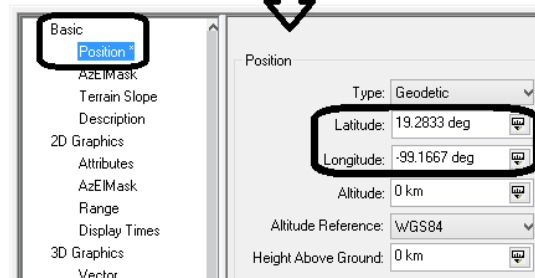 Basic
Position *
AzElMask
Terrain Slope
Description
2D Graphics
Attributes
AzElMask
Range
Display Times
3D Graphics
Vector
Position
Type: Geodetic
Latitude: 19.2833 deg
Longitude: -99.1667 deg
Altitude: 0 km
Altitude Reference: WGS84
Height Above Ground: 0 km